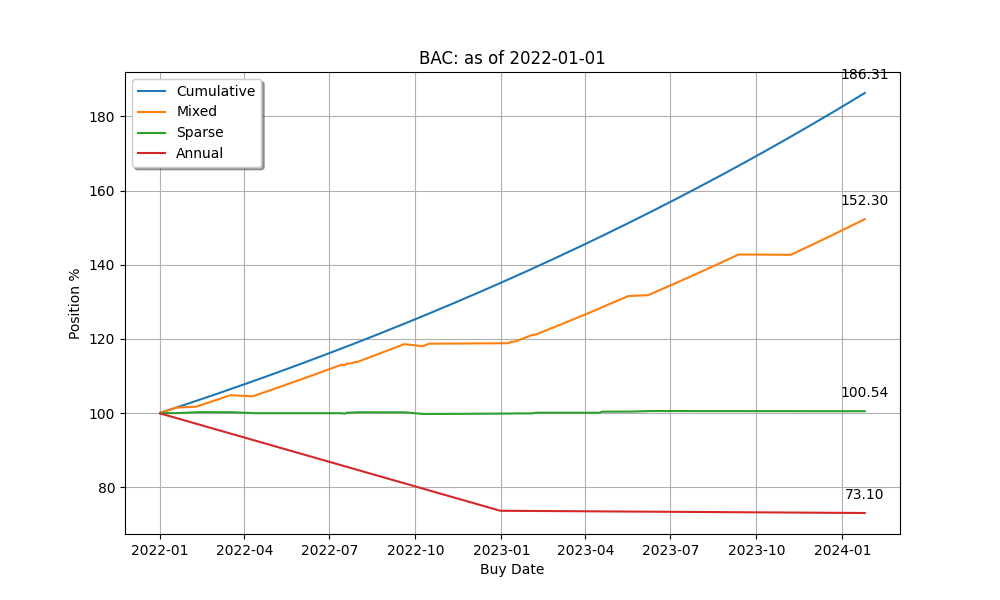 BAC: as of 2022-01-01
Cumulative
Mixed
Sparse
Annual
186.31
152.30
100.54
73.10
Position %
180
160
140
120
100
80
2022-01 2022-04 2022-07 2022-10 2023-01 2023-04 2023-07 2023-10 2024-01
Buy Date